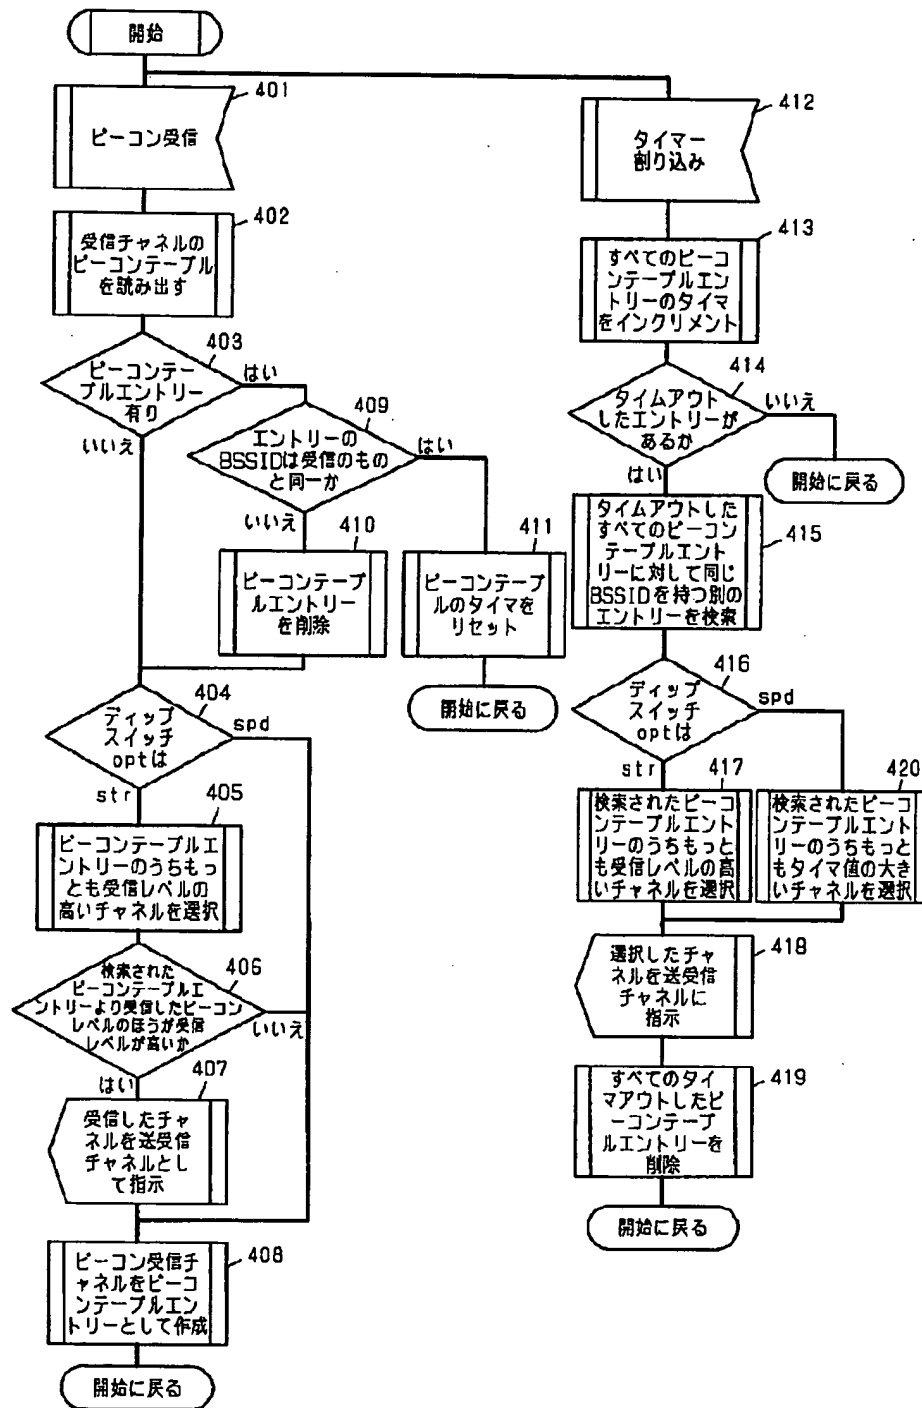 開始
401
ビーコン受信
402
受信チャネルの
ビーコンテーブル
を読み出す
403
ビーコンテー
ブルエントリー
有り
はい
いいえ
409
エントリーの
BSSIDは受信のもの
と同一か
はい
いいえ
410
ビーコンテーブ
ルエントリー
を削除
411
ビーコンテーブ
ルのタイマを
リセット
開始に戻る
404
ディップ
スイッチ
optは
spd
str
405
ビーコンテーブルエ
ントリーのうちもっ
とも受信レベルの
高いチャネルを選択
406
検索された
ビーコンテーブルエ
ントリーより受信したビーコン
レベルのほうが受信
レベルが高いか
いいえ
はい
407
受信したチャ
ネルを送受信
チャネルとし
て指示
408
ビーコン受信チ
ャネルをビーコ
ンテーブルエン
トリーとして作成
開始に戻る
412
タイマー
割り込み
413
すべてのビーコ
ンテーブルエン
トリーのタイマ
をインクリメント
414
タイムアウト
したエントリーが
あるか
いいえ
はい
開始に戻る
415
タイムアウトした
すべてのビーコン
テーブルエント
リーに対して同じ
BSSIDを持つ別の
エントリーを検索
416
ディップ
スイッチ
optは
spd
str
417
検索されたビーコ
ンテーブルエント
リーのうちもっと
も受信レベルの高
いチャネルを選択
420
検索されたビーコ
ンテーブルエント
リーのうちもっと
もタイマ値の大き
いチャネルを選択
418
選択したチャ
ネルを送受信
チャネルに
指示
419
すべてのタイ
マアウトしたビ
ーコンテーブ
ルエントリーを
削除
開始に戻る